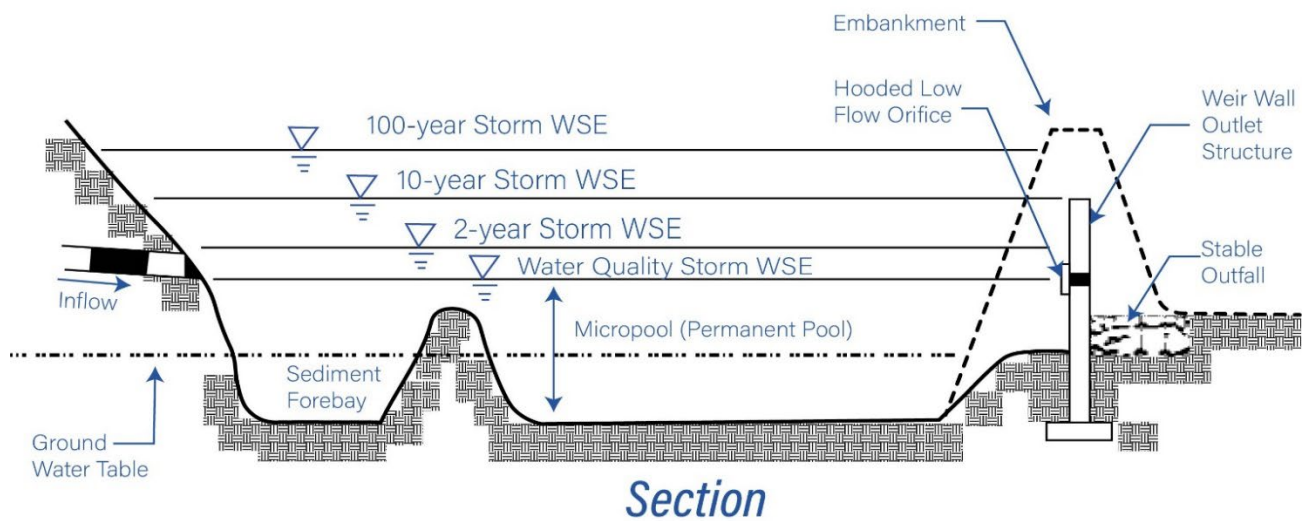 Embankment
Hooded Low
Flow Orifice
Weir Wall
Outlet
Structure
100-year Storm WSE
10-year Storm WSE
2-year Storm WSE
Water Quality Storm WSE
Stable
Outfall
Inflow
Micropool (Permanent Pool)
Sediment
Forebay
Ground
Water Table
Section